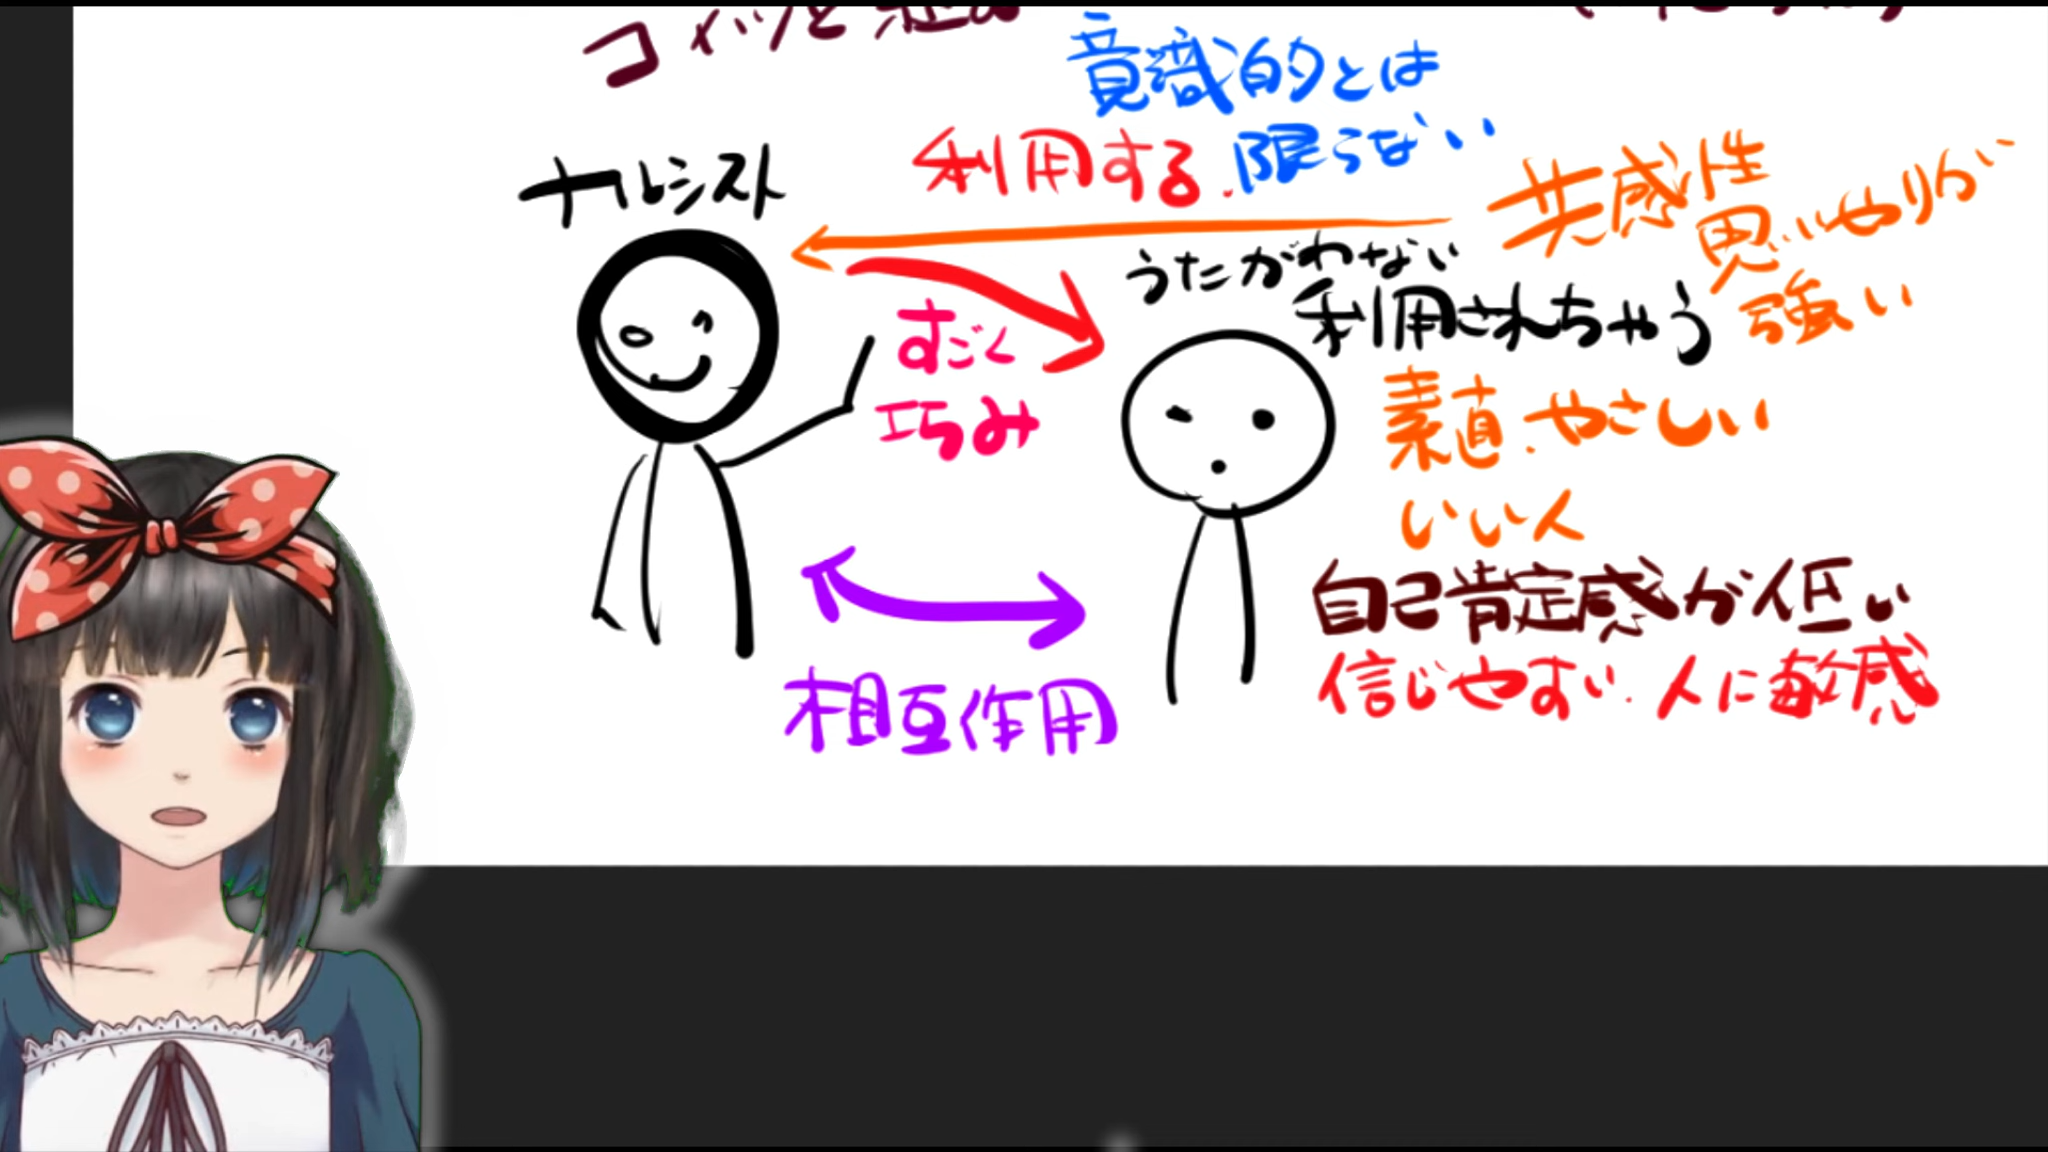 コイツと
意識的とは
限らない
利用する.
ナルシスト
共感性
思いやりが
強い
うたがわない
利用されちゃう
すごく
巧み
素直.やさしい
いい人
自己肯定感が低い
信じやすい.人に敏感
相互作用